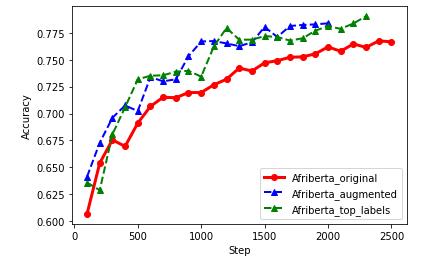 0.775
0.750
0.725
0.700
0.675
0.650
0.625
0.600
Accuracy
0
500
1000
1500
2000
2500
Step
Afriberta_original
Afriberta_augmented
Afriberta_top_labels